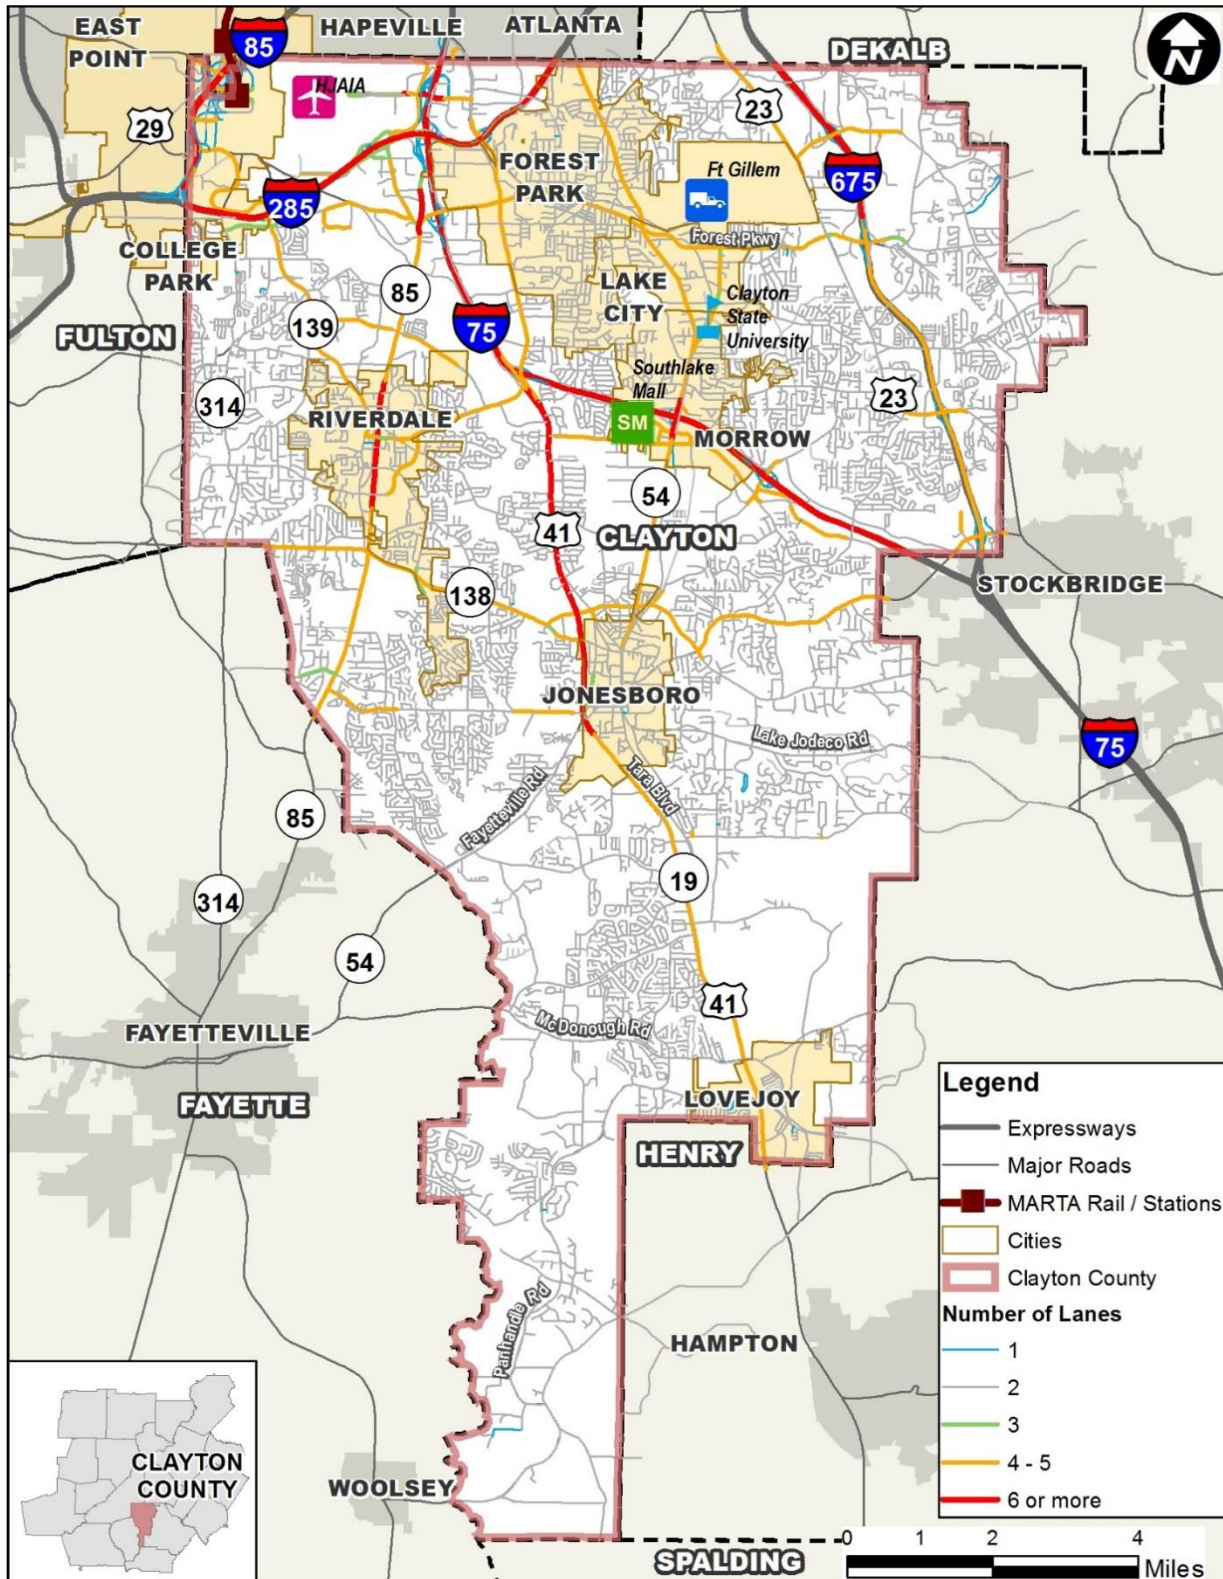 EAST
POINT
85
HAPEVILLE
ATLANTA
DEKALB
N
HJAIA
29
23
FOREST
PARK
Ft Gillem
675
285
Forest Pkwy
COLLEGE
PARK
85
LAKE
CITY
Clayton
State
University
139
75
FULTON
Southlake
Mall
314
23
RIVERDALE
SM
MORROW
54
41
CLAYTON
138
STOCKBRIDGE
JONESBORO
Lake Jodeco Rd
75
Tara Blvd
Fayetteville Rd
85
19
314
54
41
McDonough Rd
FAYETTEVILLE
FAYETTE
LOVEJOY
HENRY
Panhandle Rd
HAMPTON
WOOLSEY
SPALDING
CLAYTON
COUNTY
Legend
Expressways
Major Roads
MARTA Rail / Stations
Cities
Clayton County
Number of Lanes
1
2
3
4 - 5
6 or more
0 1 2 4
Miles